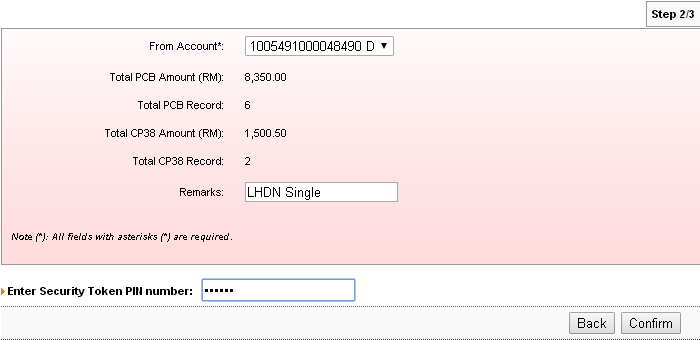 Step 2/3
From Account*: 1005491000048490 D
Total PCB Amount (RM): 8,350.00
Total PCB Record: 6
Total CP38 Amount (RM): 1,500.50
Total CP38 Record: 2
Remarks: LHDN Single
Note (*): All fields with asterisks (*) are required.
Enter Security Token PIN number: ••••••
Back Confirm